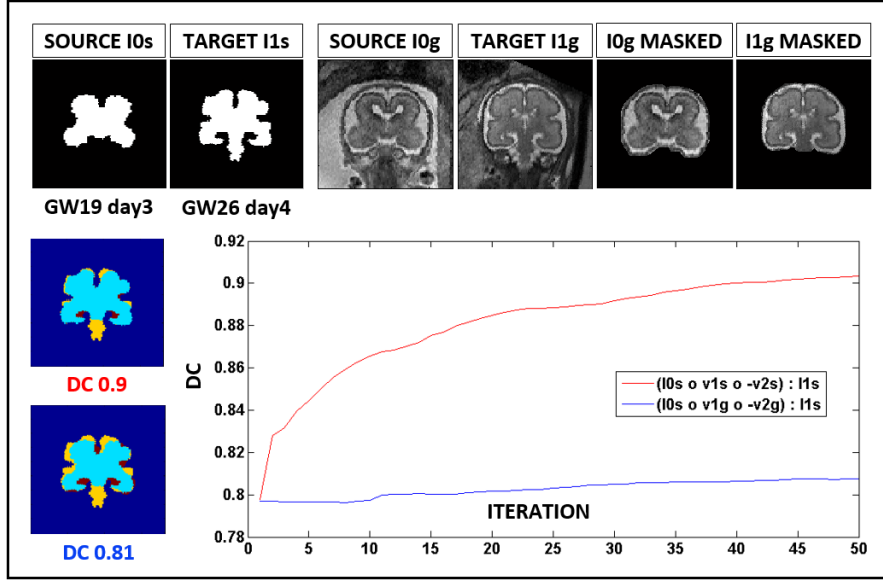 SOURCE I0s TARGET I1s SOURCE I0g TARGET I1g I0g MASKED I1g MASKED
GW19 day3 GW26 day4
DC 0.9
DC 0.81
0.92
0.9
0.88
0.86
0.84
0.82
0.8
0.78
DC
(I0s o v1s o -v2s) : I1s
(I0s o v1g o -v2g) : I1s
ITERATION
0 5 10 15 20 25 30 35 40 45 50